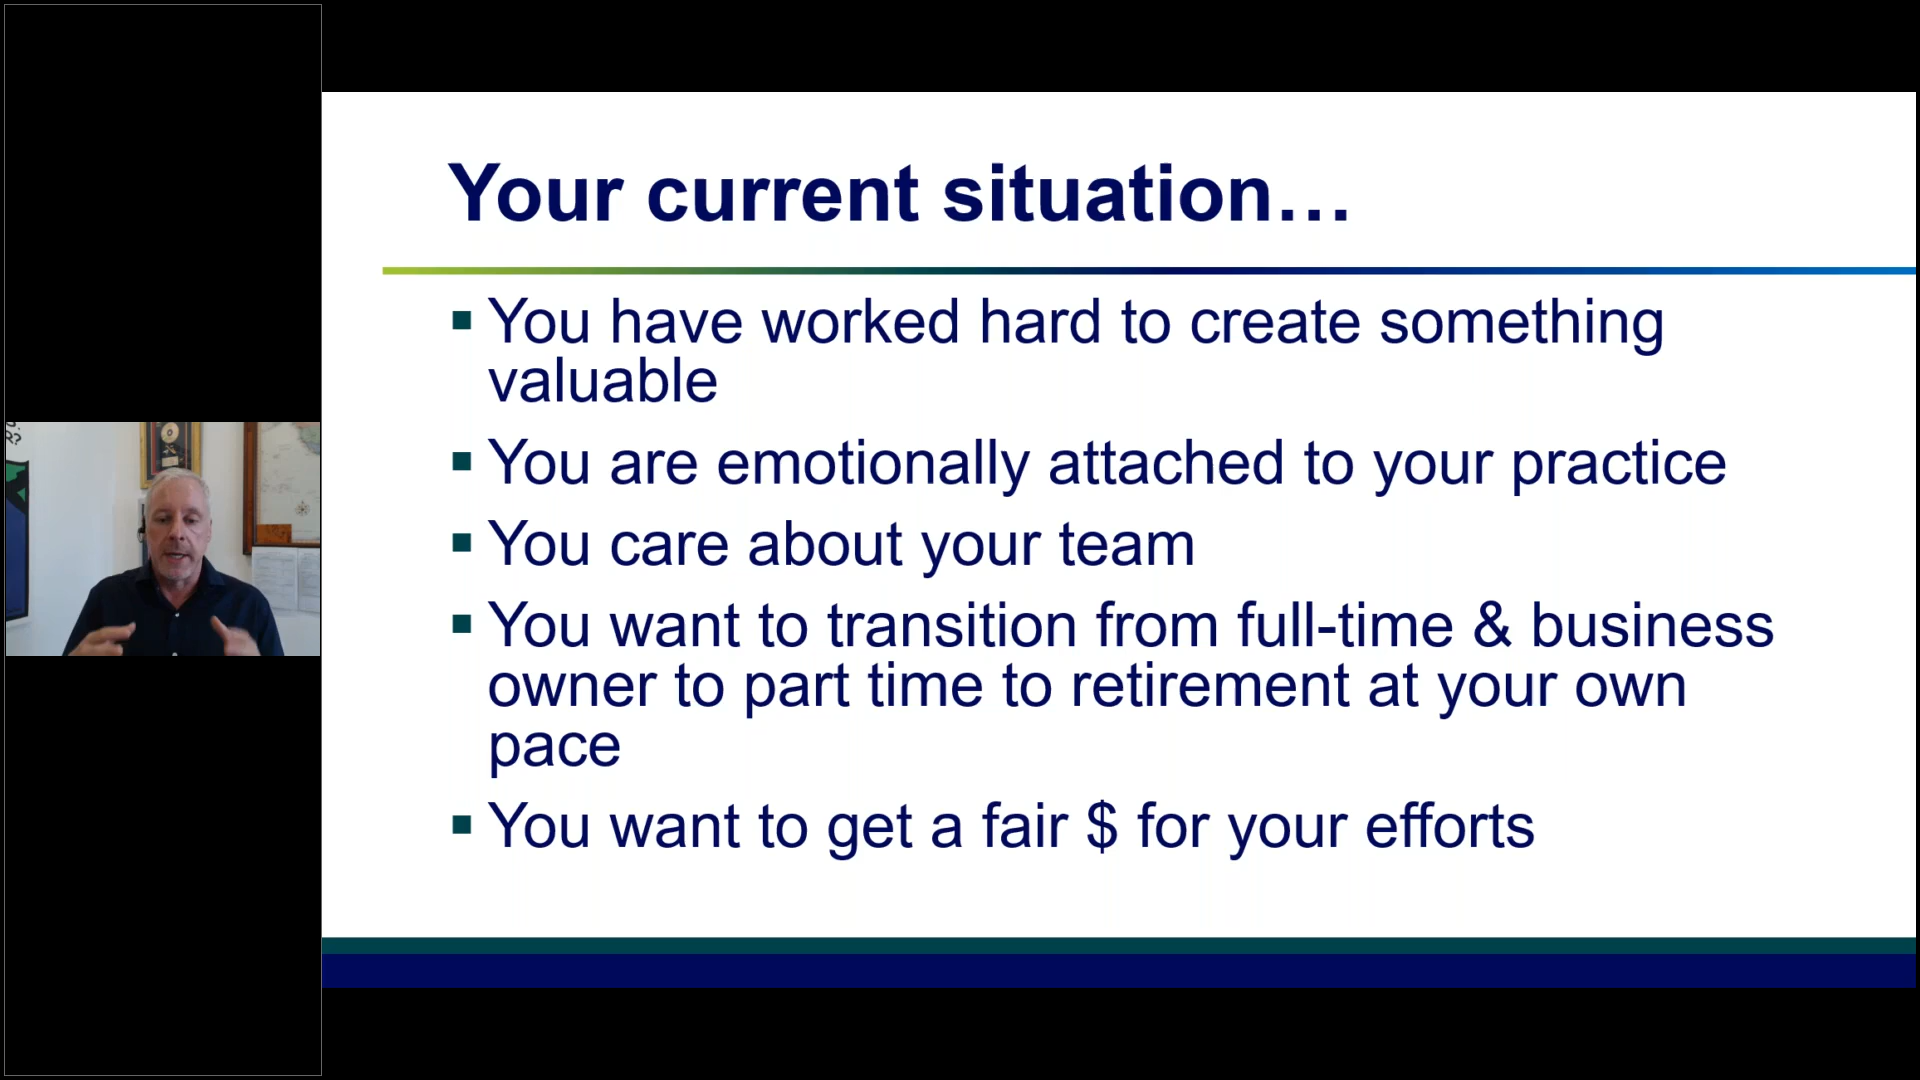 Your current situation…
▪ You have worked hard to create something
valuable
▪ You are emotionally attached to your practice
▪ You care about your team
▪ You want to transition from full-time & business
owner to part time to retirement at your own
pace
▪ You want to get a fair $ for your efforts